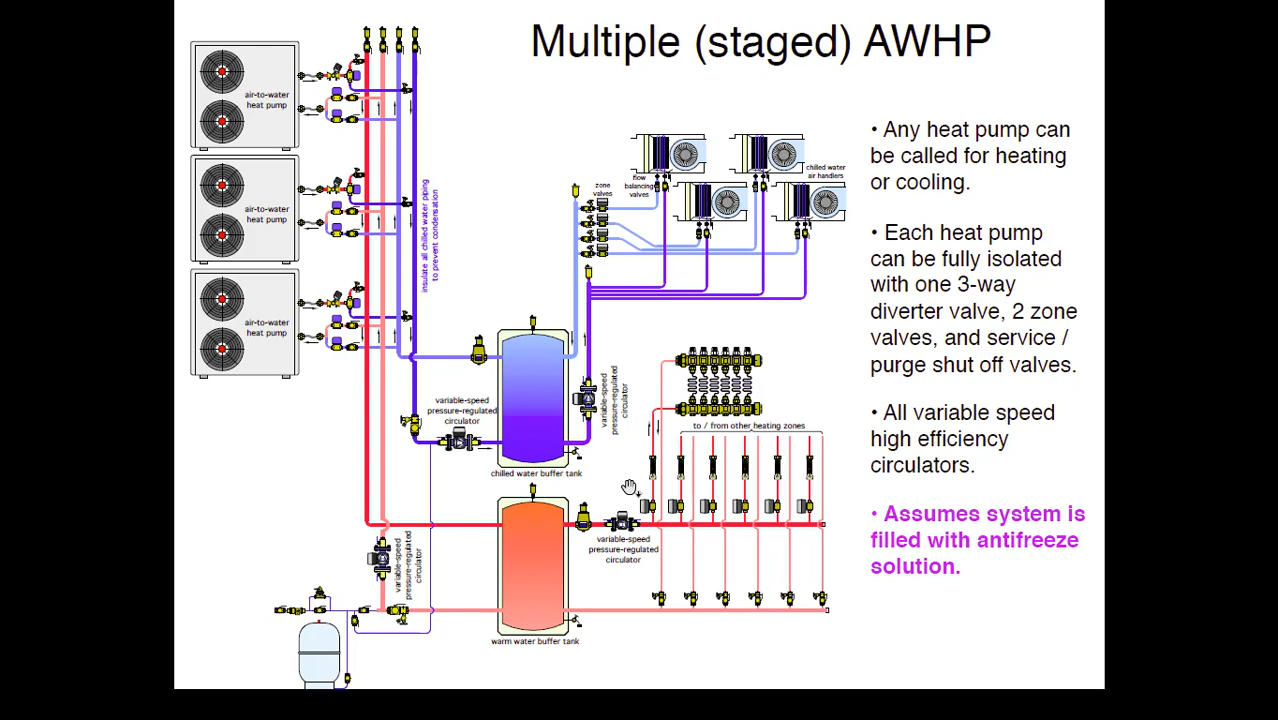 Multiple (staged) AWHP
air-to-water
heat pump
air-to-water
heat pump
air-to-water
heat pump
insulate all chilled water piping
to prevent condensation
zone
valves
flow
balancing
valves
chilled water
air handlers
variable-speed
pressure-regulated
circulator
variable-speed
pressure-regulated
circulator
chilled water buffer tank
to / from other heating zones
variable-speed
pressure-regulated
circulator
variable-speed
pressure-regulated
circulator
warm water buffer tank
• Any heat pump can
be called for heating
or cooling.
• Each heat pump
can be fully isolated
with one 3-way
diverter valve, 2 zone
valves, and service /
purge shut off valves.
• All variable speed
high efficiency
circulators.
• Assumes system is
filled with antifreeze
solution.